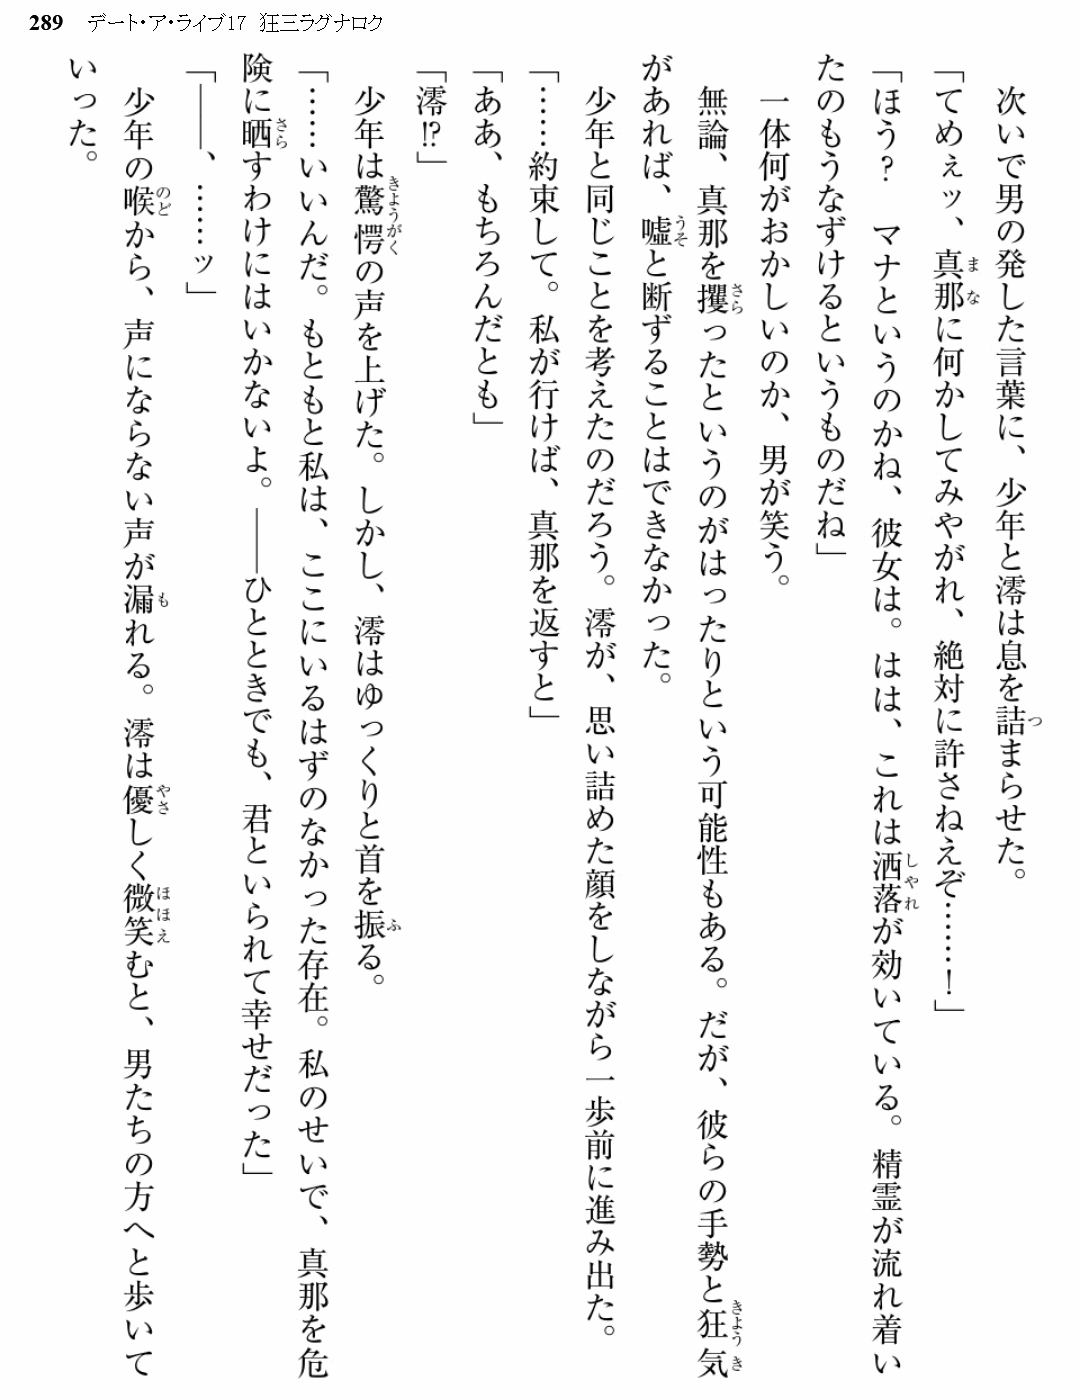 289 デート・ア・ライブ17 狂三ラグナロク
次いで男の発した言葉に、少年と澪は息を詰まらせた。
「てめぇッ、真那に何かしてみやがれ、絶対に許さねえぞ……！」
「ほう？　マナというのかね、彼女は。はは、これは洒落が効いている。精霊が流れ着い
たのもうなずけるというものだね」
一体何がおかしいのか、男が笑う。
無論、真那を攫ったというのがはったりという可能性もある。だが、彼らの手勢と狂気
があれば、嘘と断ずることはできなかった。
少年と同じことを考えたのだろう。澪が、思い詰めた顔をしながら一歩前に進み出た。
「……約束して。私が行けば、真那を返すと」
「ああ、もちろんだとも」
「澪!?」
少年は驚愕の声を上げた。しかし、澪はゆっくりと首を振る。
「……いいんだ。もともと私は、ここにいるはずのなかった存在。私のせいで、真那を危
険に晒すわけにはいかないよ。――ひとときでも、君といられて幸せだった」
「――、……ッ」
少年の喉から、声にならない声が漏れる。澪は優しく微笑むと、男たちの方へと歩いて
いった。